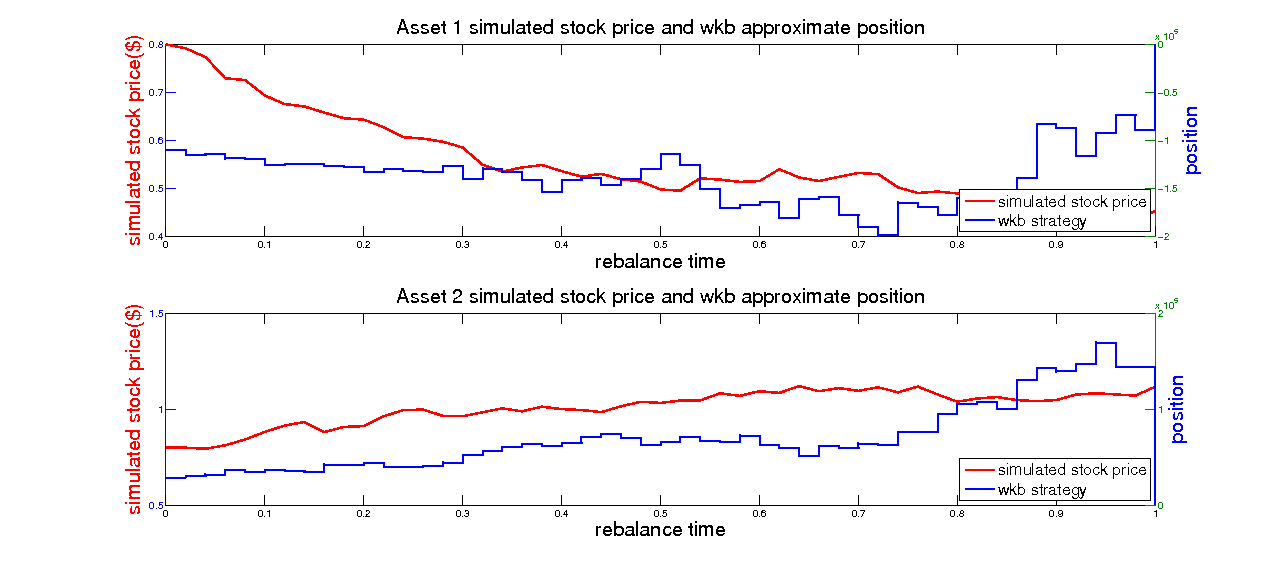 Asset 1 simulated stock price and wkb approximate position
simulated stock price($)
0.8
0.7
0.6
0.5
0.4
x 10^6
0
-0.5
-1
-1.5
-2
position
simulated stock price
wkb strategy
0 0.1 0.2 0.3 0.4 0.5 0.6 0.7 0.8 0.9 1
rebalance time
Asset 2 simulated stock price and wkb approximate position
simulated stock price($)
1.5
1
0.5
2
1
0
position
simulated stock price
wkb strategy
0 0.1 0.2 0.3 0.4 0.5 0.6 0.7 0.8 0.9 1
rebalance time